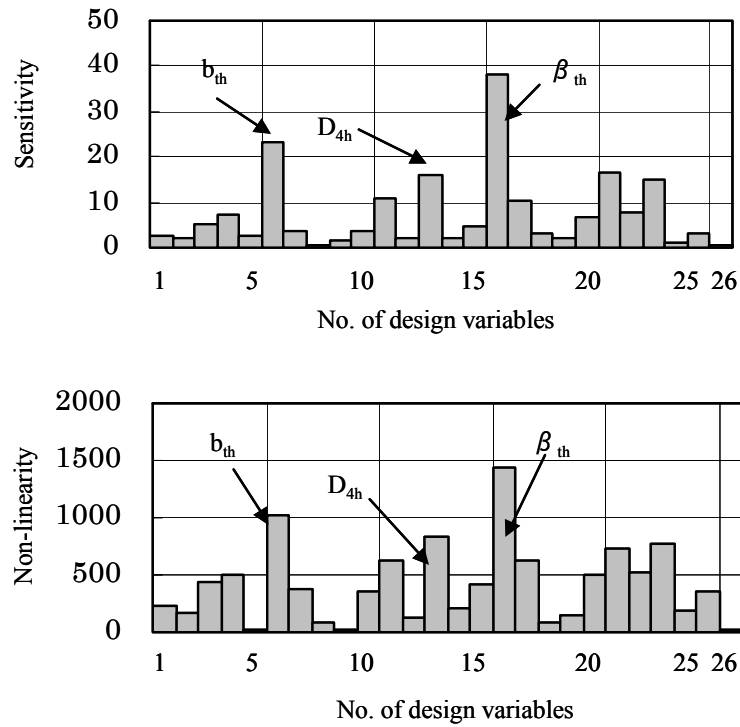 50
40
30
20
10
0
Sensitivity
b_th
D_4h
β_th
1 5 10 15 20 25 26
No. of design variables
2000
1500
1000
500
0
Non-linearity
b_th
D_4h
β_th
1 5 10 15 20 25 26
No. of design variables